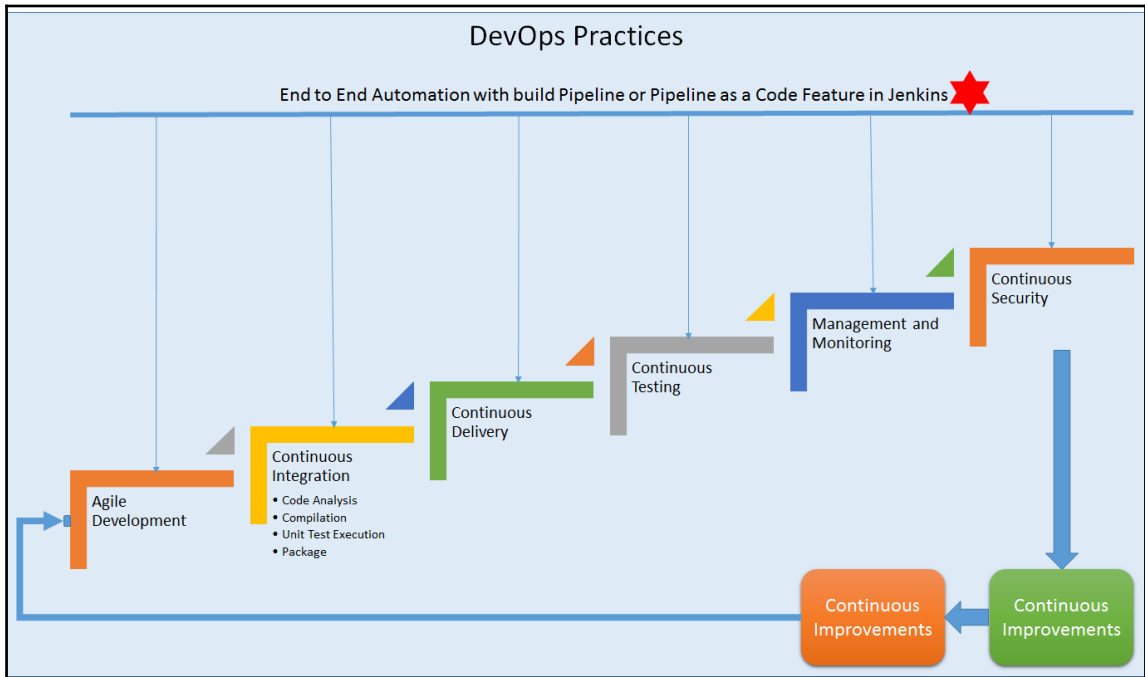 DevOps Practices
End to End Automation with build Pipeline or Pipeline as a Code Feature in Jenkins
Agile
Development
Continuous
Integration
• Code Analysis
• Compilation
• Unit Test Execution
• Package
Continuous
Delivery
Continuous
Testing
Management and
Monitoring
Continuous
Security
Continuous
Improvements
Continuous
Improvements